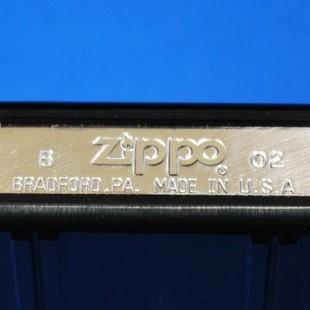 B Zippo® 02
BRADFORD, PA. MADE IN U.S.A.